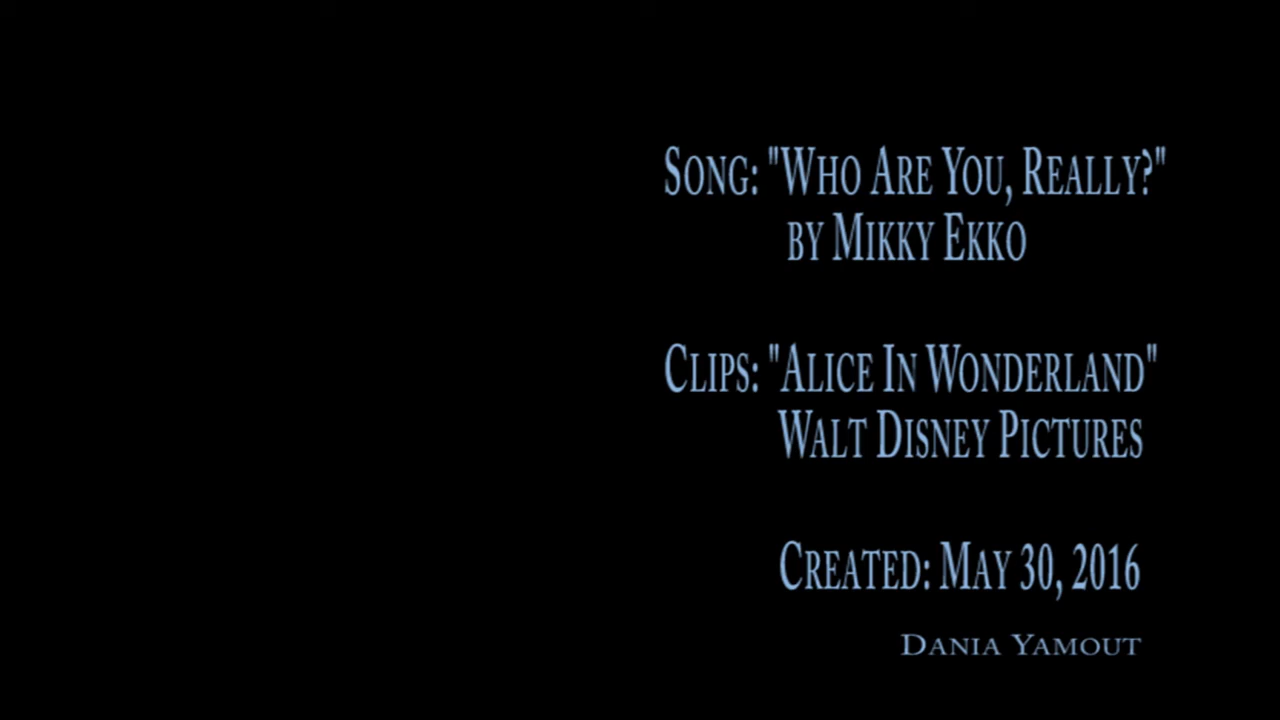 Song: "Who Are You, Really?"
by Mikky Ekko
Clips: "Alice In Wonderland"
Walt Disney Pictures
Created: May 30, 2016
Dania Yamout